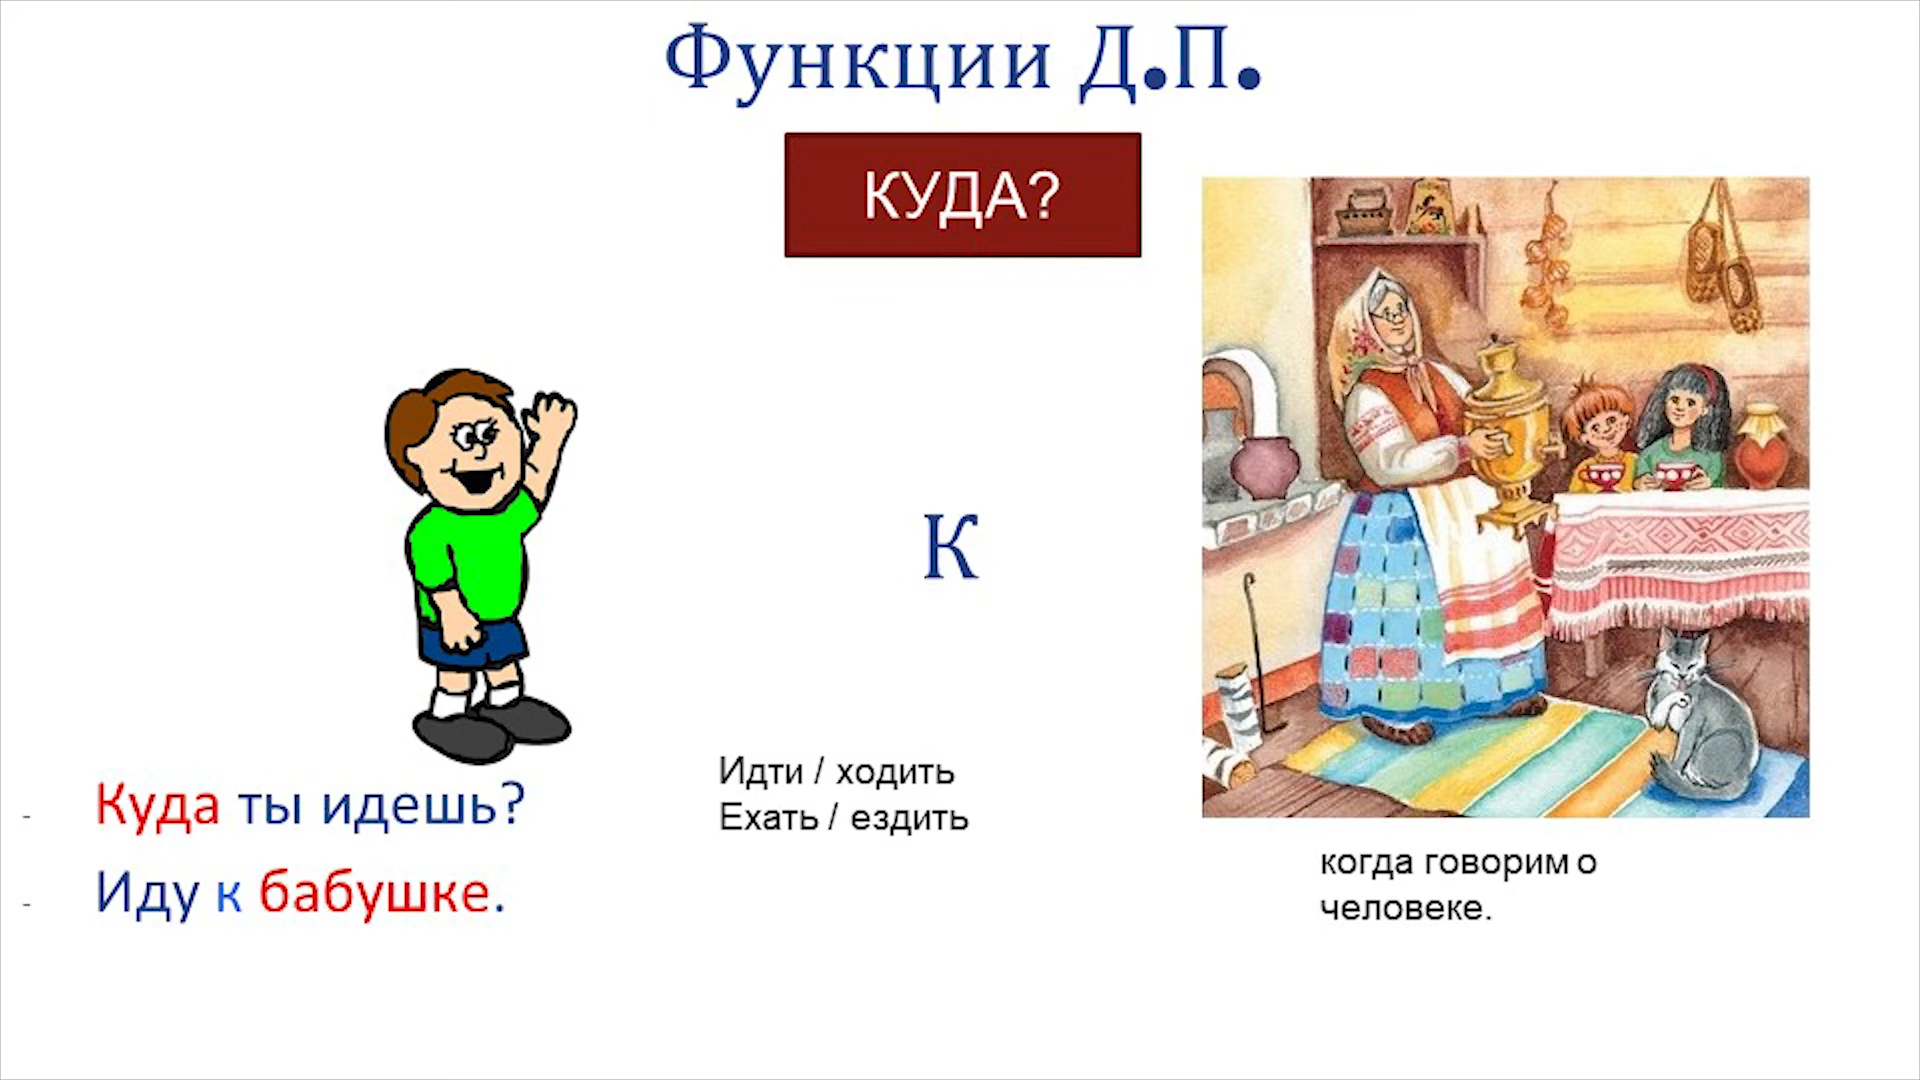 Функции Д.П.
КУДА?
К
Идти / ходить
Ехать / ездить
- Куда ты идешь?
- Иду к бабушке.
когда говорим о
человеке.